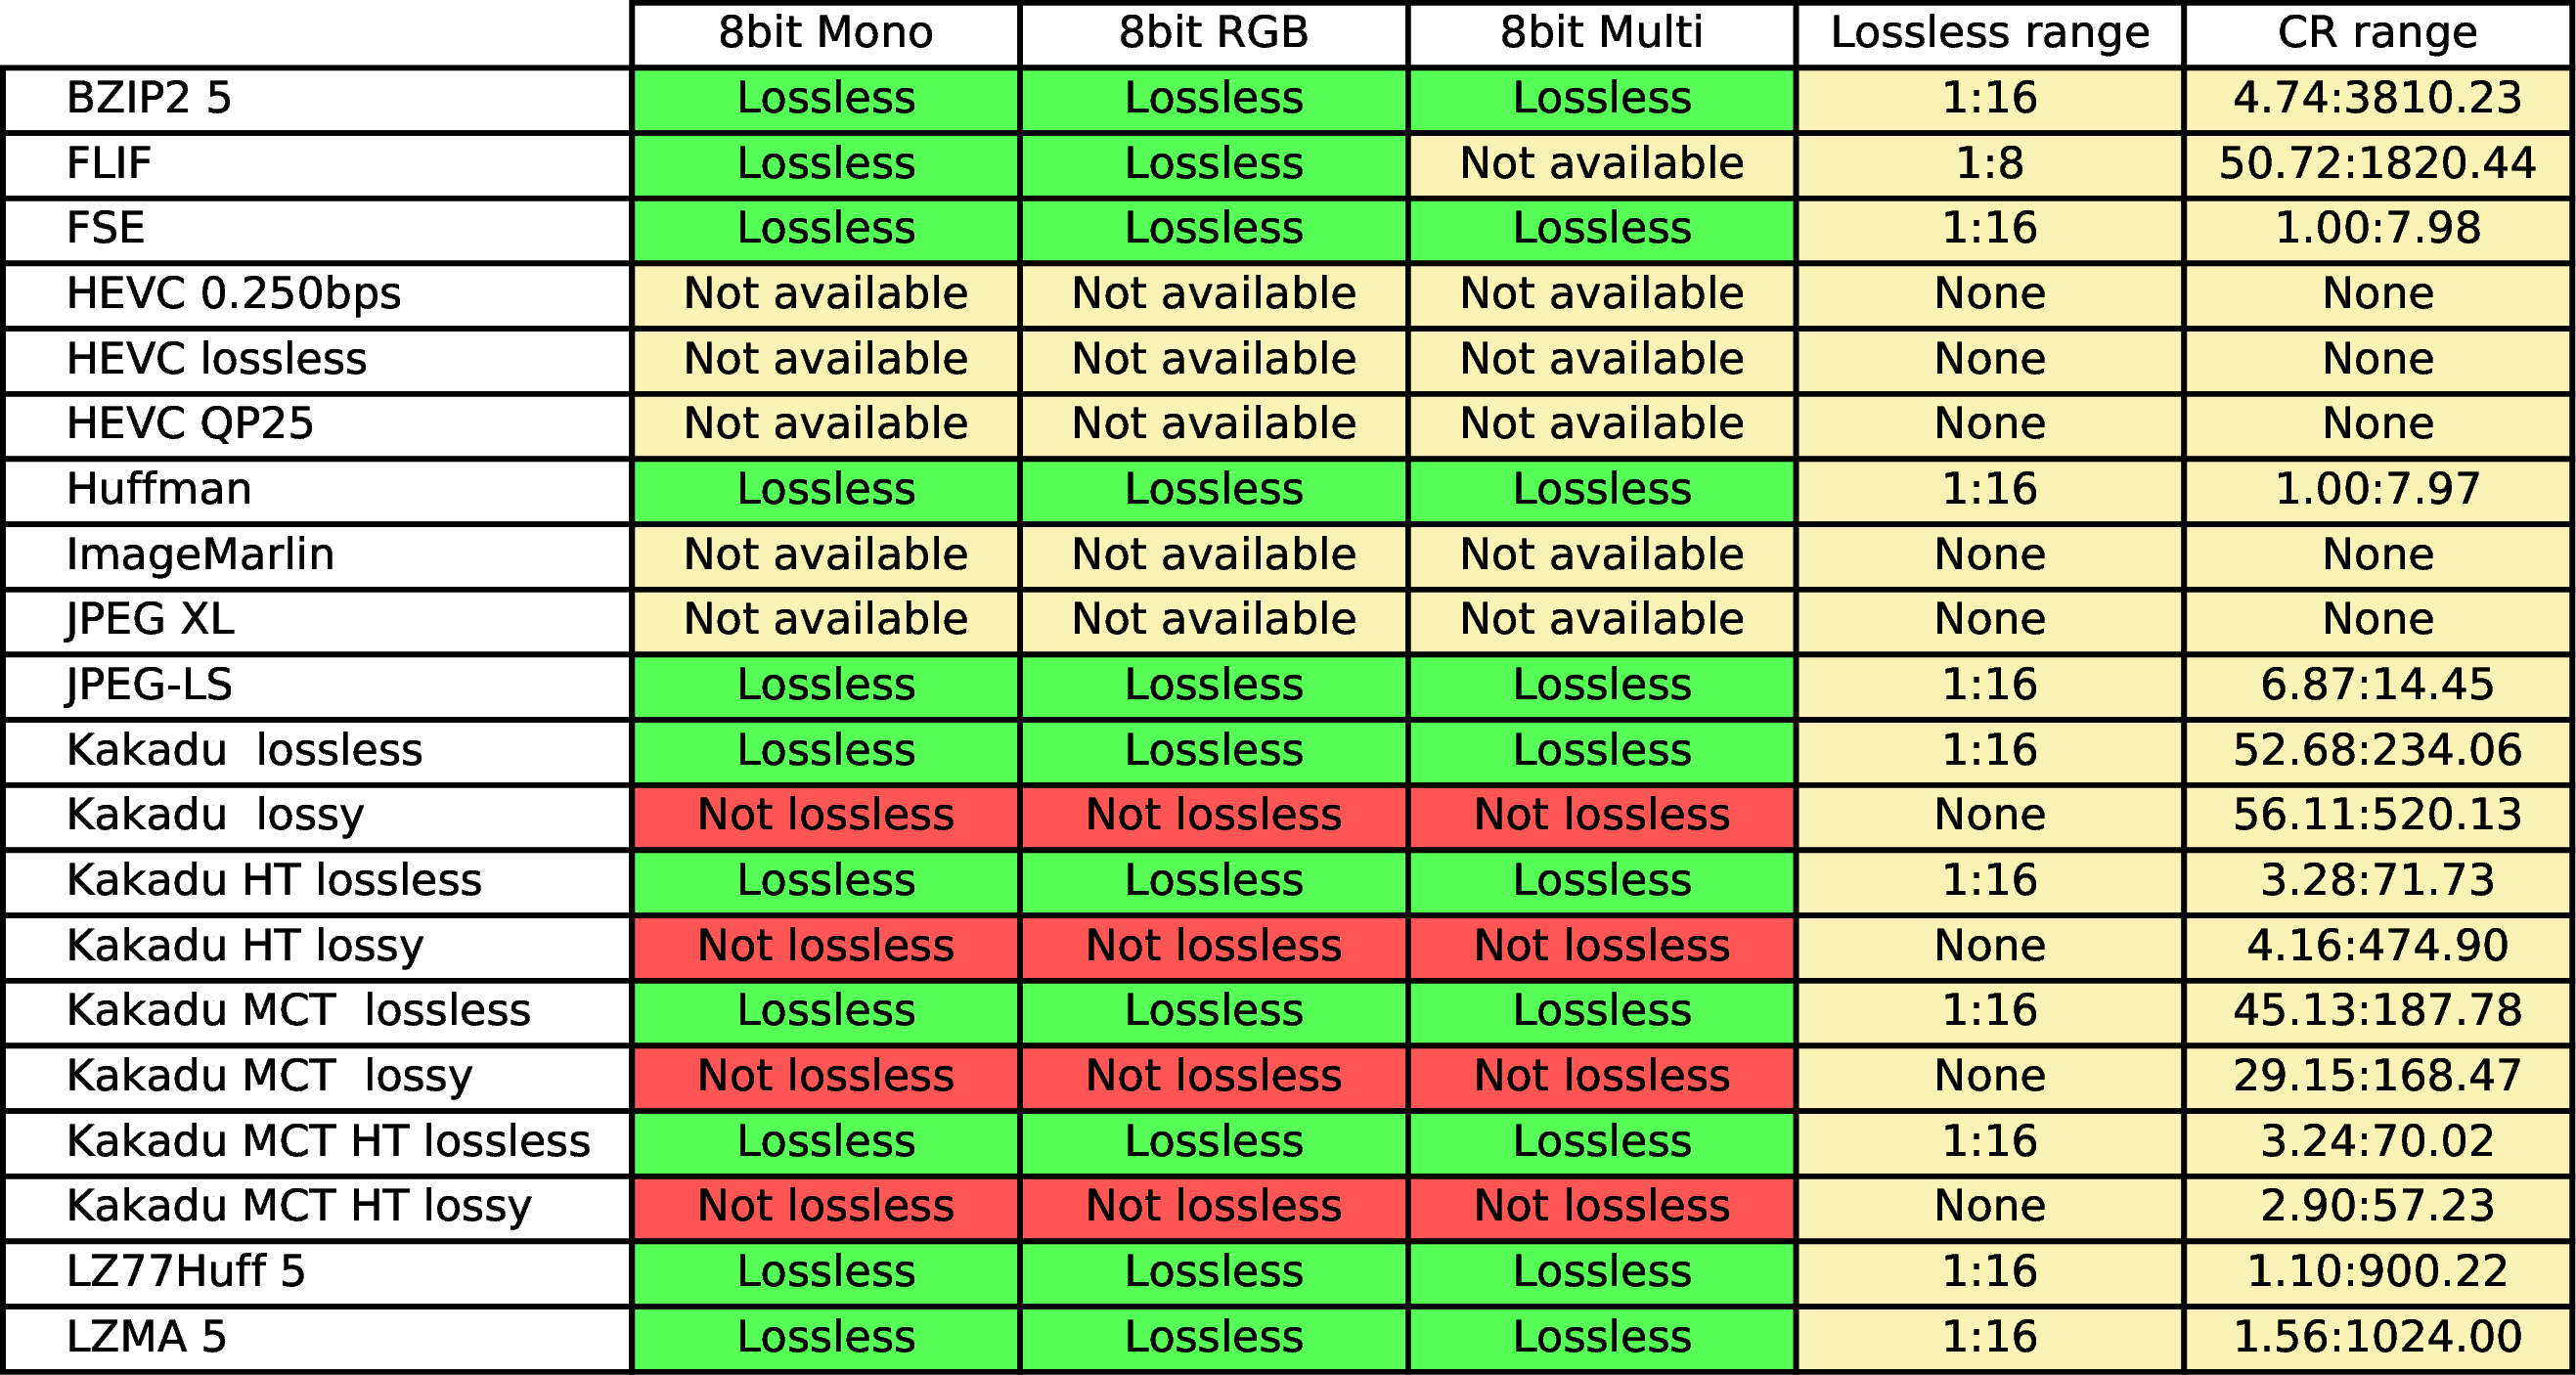 8bit Mono 8bit RGB 8bit Multi Lossless range CR range
BZIP2 5 Lossless Lossless Lossless 1:16 4.74:3810.23
FLIF Lossless Lossless Not available 1:8 50.72:1820.44
FSE Lossless Lossless Lossless 1:16 1.00:7.98
HEVC 0.250bps Not available Not available Not available None None
HEVC lossless Not available Not available Not available None None
HEVC QP25 Not available Not available Not available None None
Huffman Lossless Lossless Lossless 1:16 1.00:7.97
ImageMarlin Not available Not available Not available None None
JPEG XL Not available Not available Not available None None
JPEG-LS Lossless Lossless Lossless 1:16 6.87:14.45
Kakadu  lossless Lossless Lossless Lossless 1:16 52.68:234.06
Kakadu  lossy Not lossless Not lossless Not lossless None 56.11:520.13
Kakadu HT lossless Lossless Lossless Lossless 1:16 3.28:71.73
Kakadu HT lossy Not lossless Not lossless Not lossless None 4.16:474.90
Kakadu MCT  lossless Lossless Lossless Lossless 1:16 45.13:187.78
Kakadu MCT  lossy Not lossless Not lossless Not lossless None 29.15:168.47
Kakadu MCT HT lossless Lossless Lossless Lossless 1:16 3.24:70.02
Kakadu MCT HT lossy Not lossless Not lossless Not lossless None 2.90:57.23
LZ77Huff 5 Lossless Lossless Lossless 1:16 1.10:900.22
LZMA 5 Lossless Lossless Lossless 1:16 1.56:1024.00